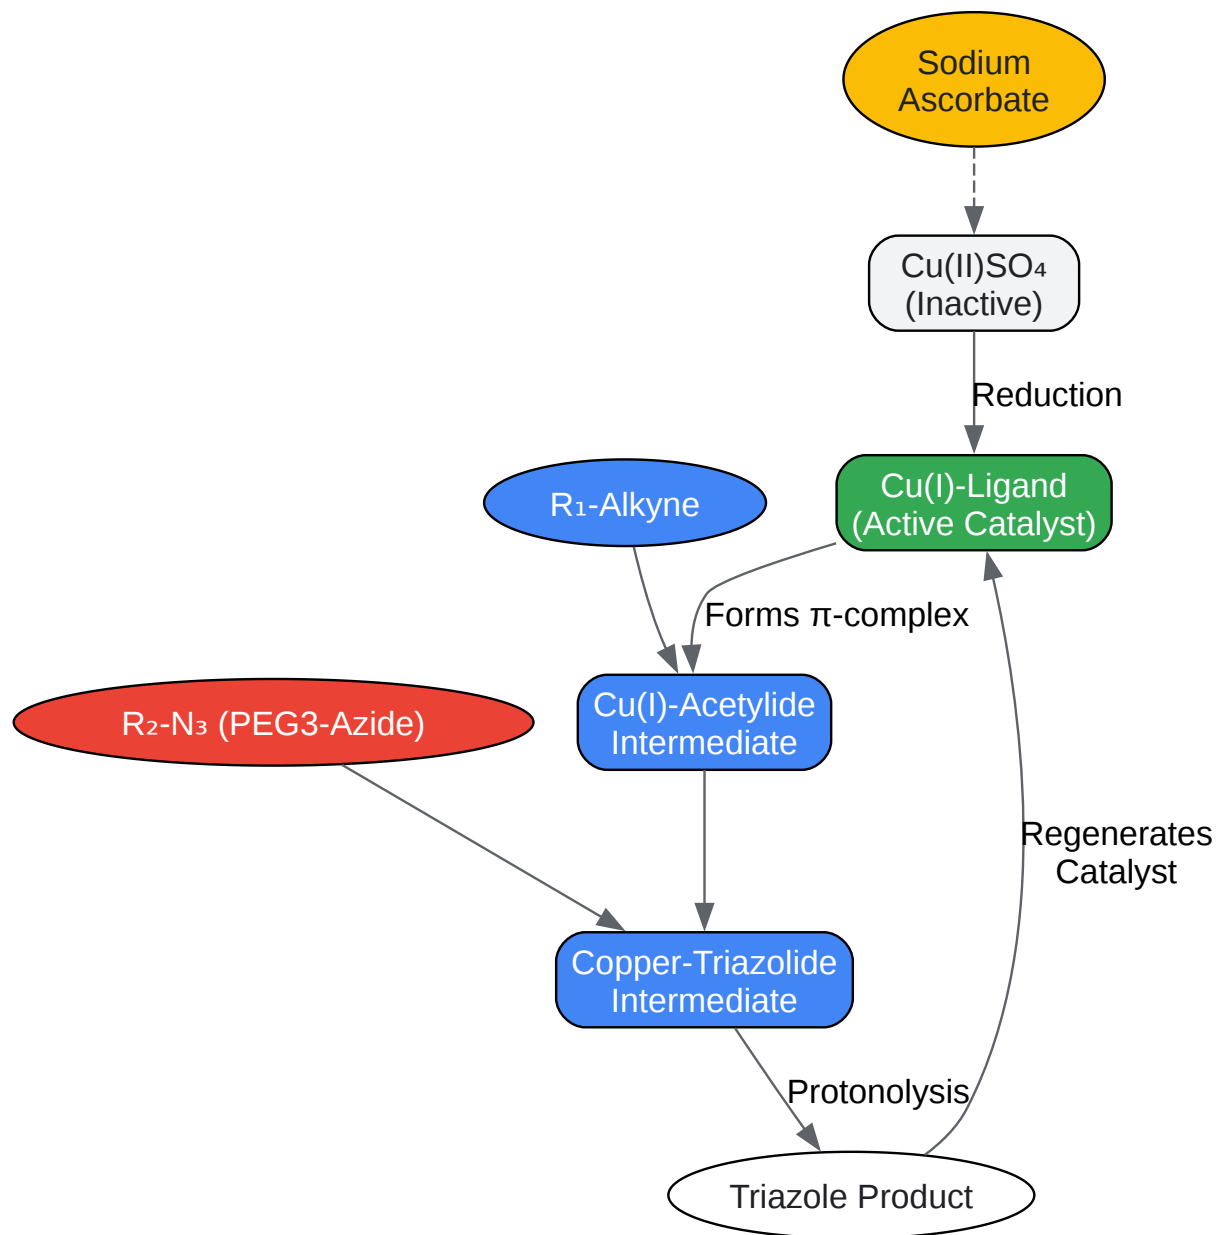 Sodium
Ascorbate
Cu(II)SO₄
(Inactive)
Reduction
Cu(I)-Ligand
(Active Catalyst)
R₁-Alkyne
Forms π-complex
Cu(I)-Acetylide
Intermediate
R₂-N₃ (PEG3-Azide)
Regenerates
Catalyst
Copper-Triazolide
Intermediate
Protonolysis
Triazole Product